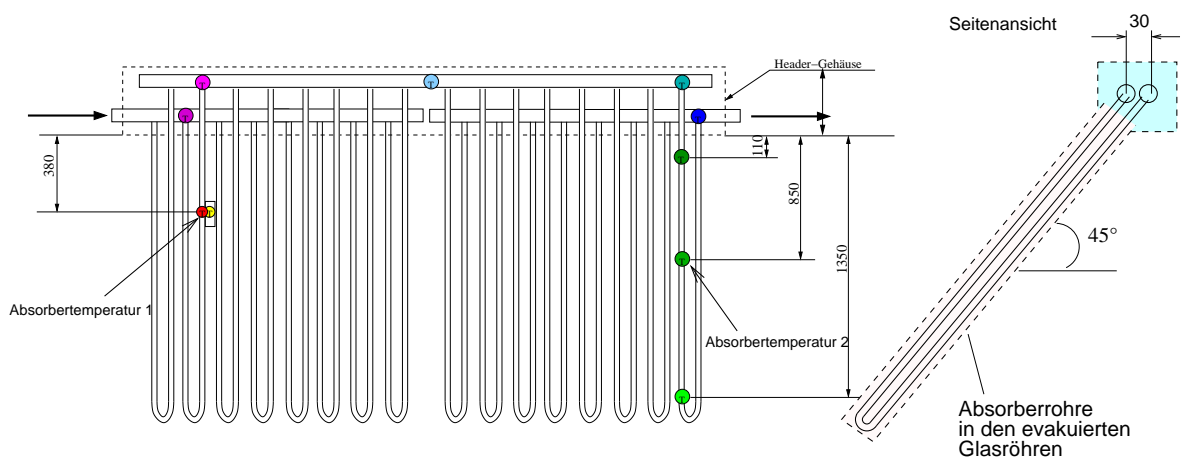 Seitenansicht
30
Header–Gehäuse
380
110
850
1350
45°
T
T
T
T
T
T
T
T
T
T
Absorbertemperatur 1
Absorbertemperatur 2
Absorberrohre
in den evakuierten
Glasröhren